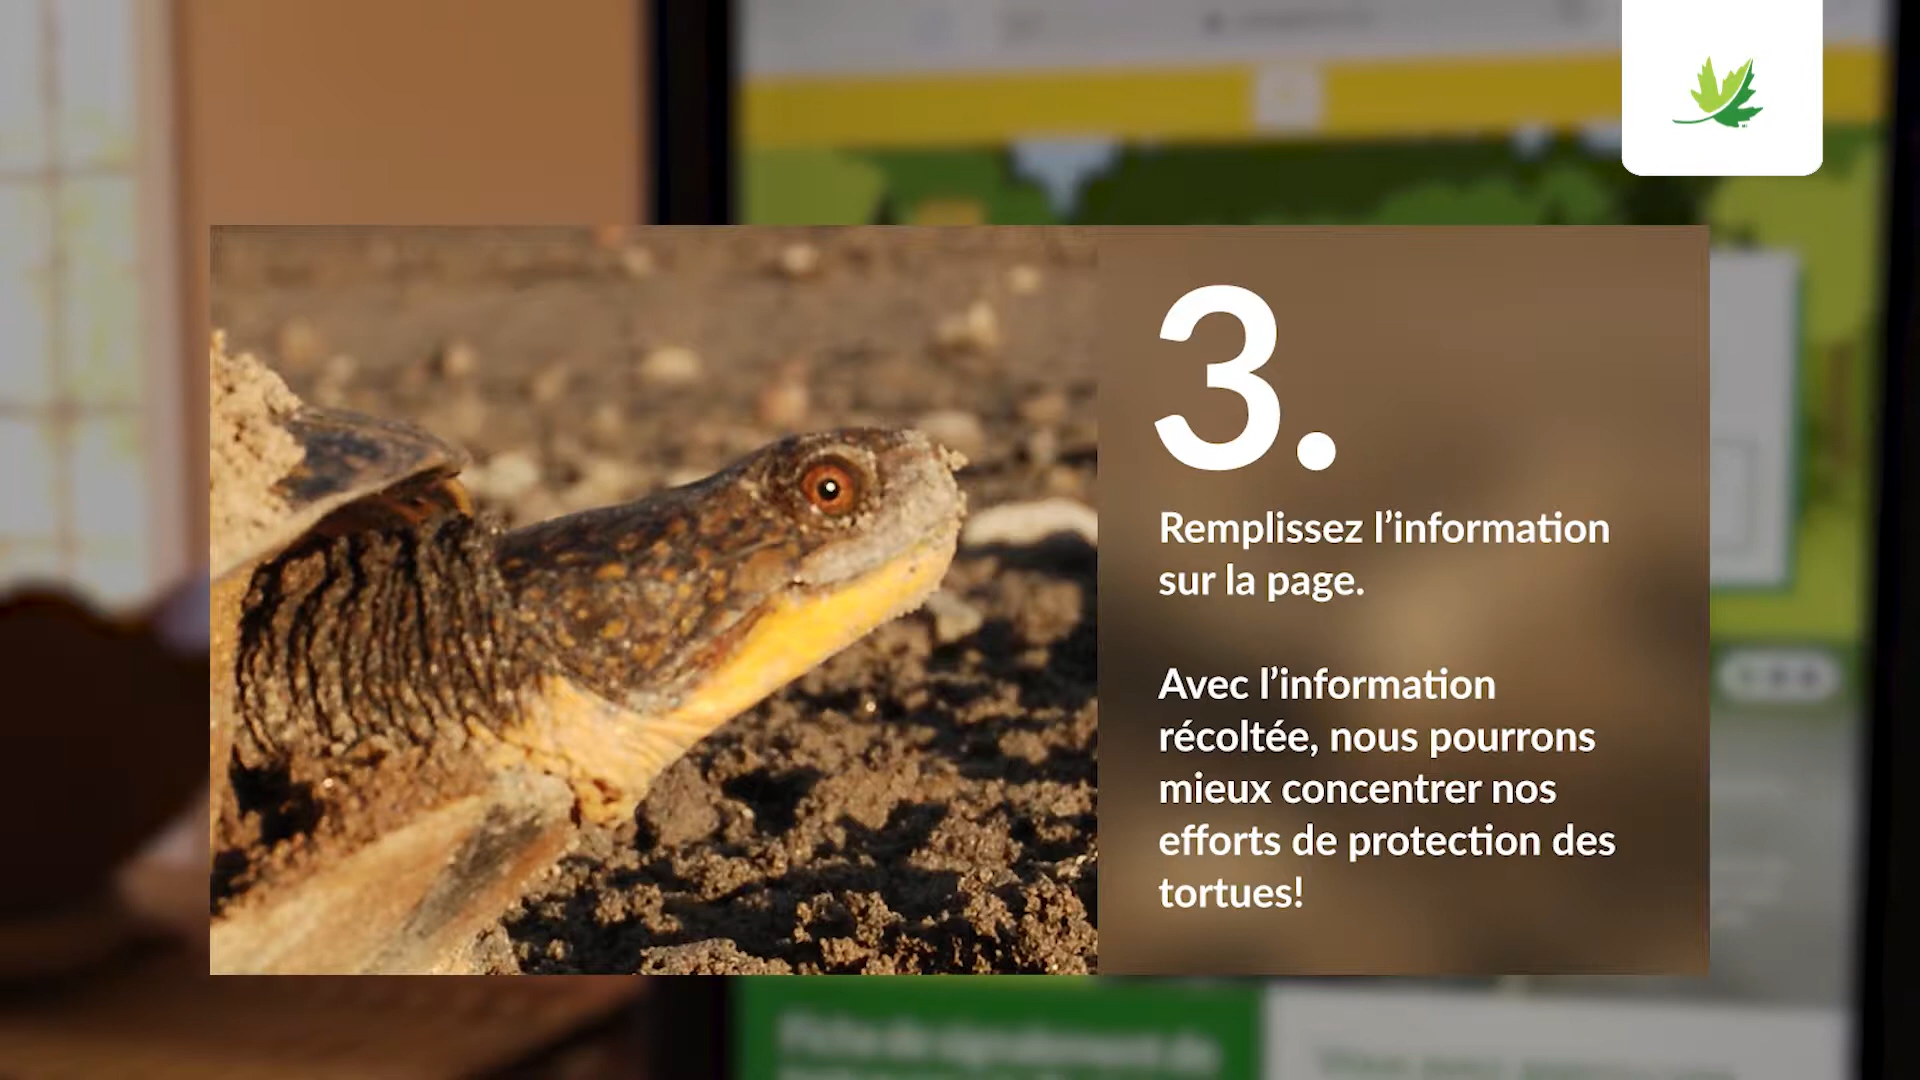 3.
Remplissez l’information
sur la page.
Avec l’information
récoltée, nous pourrons
mieux concentrer nos
efforts de protection des
tortues!